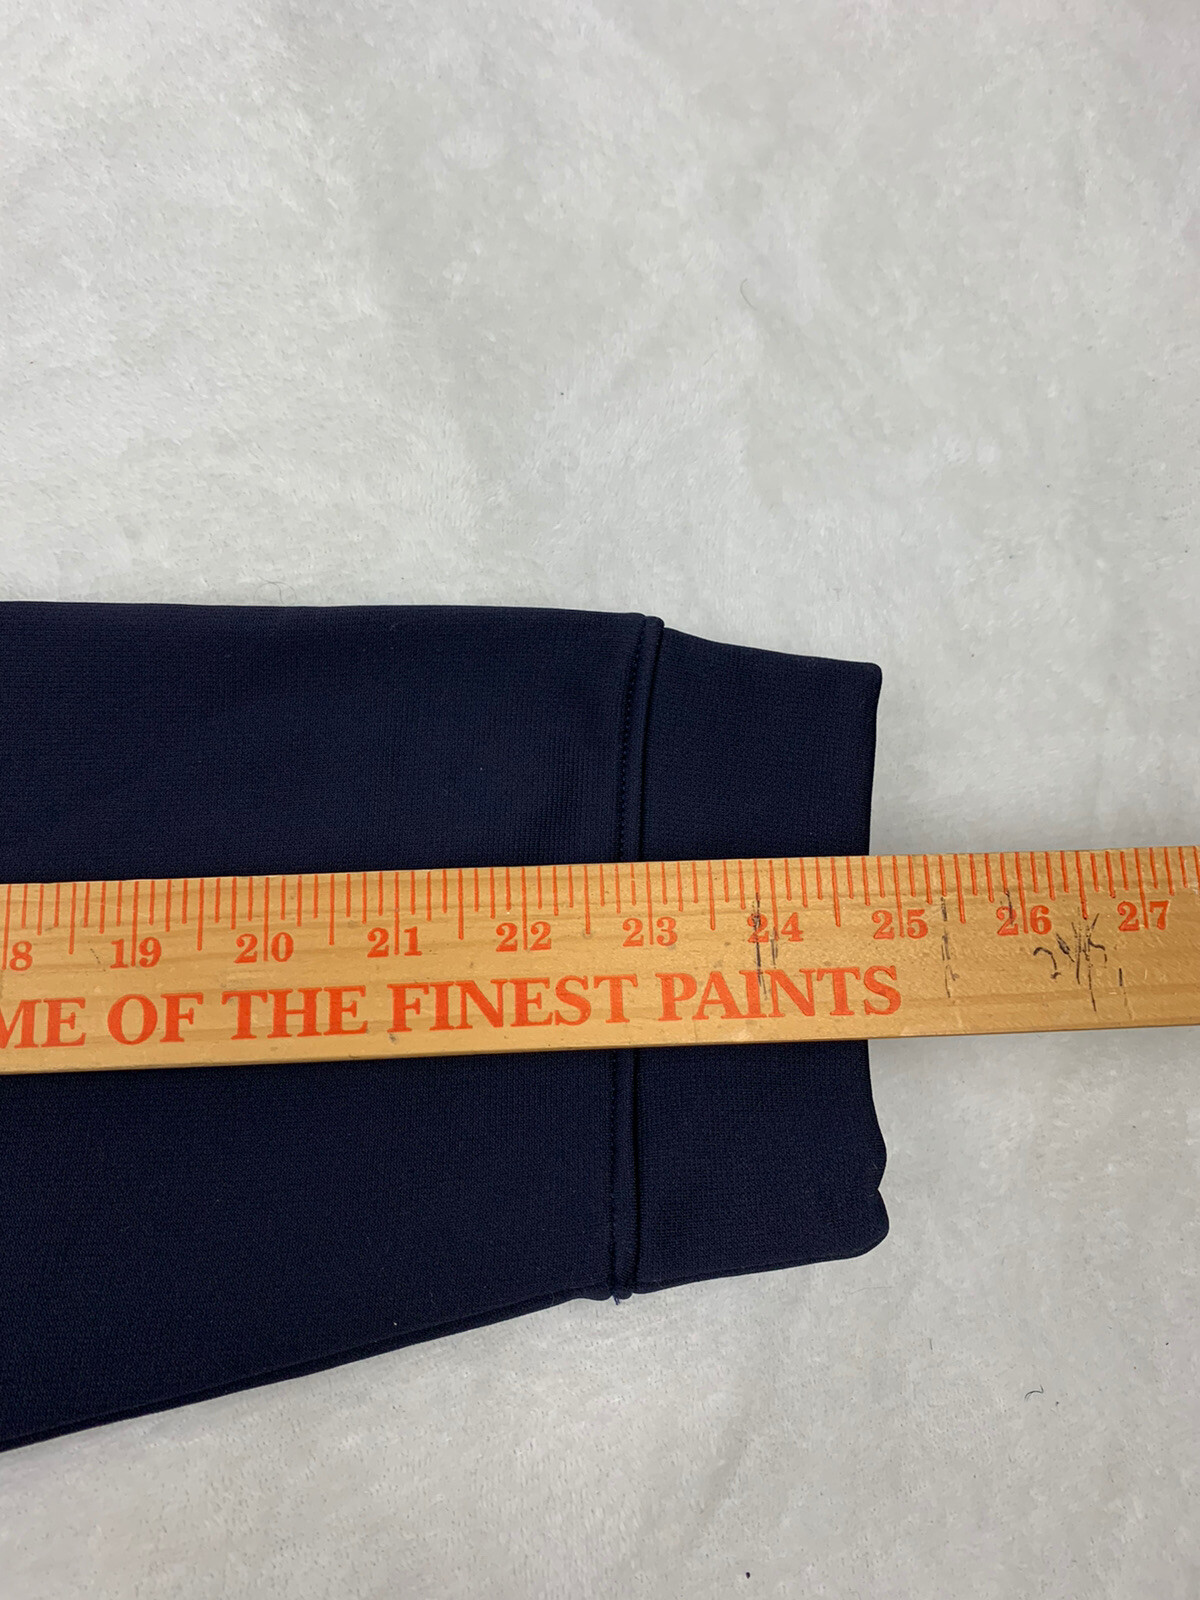 8 19 20 21 22 23 24 25 26 27
ME OF THE FINEST PAINTS